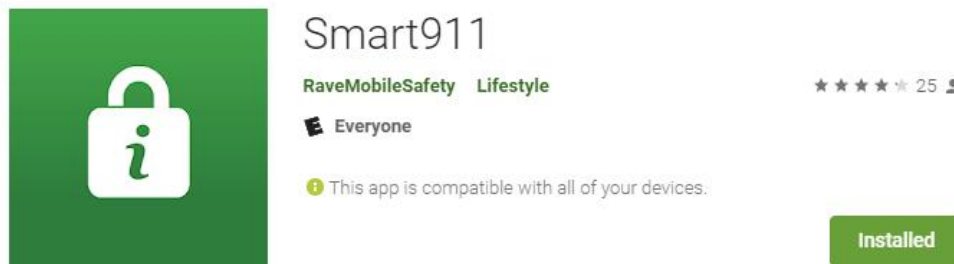 Smart911
RaveMobileSafety Lifestyle
25
E Everyone
This app is compatible with all of your devices.
Installed
i